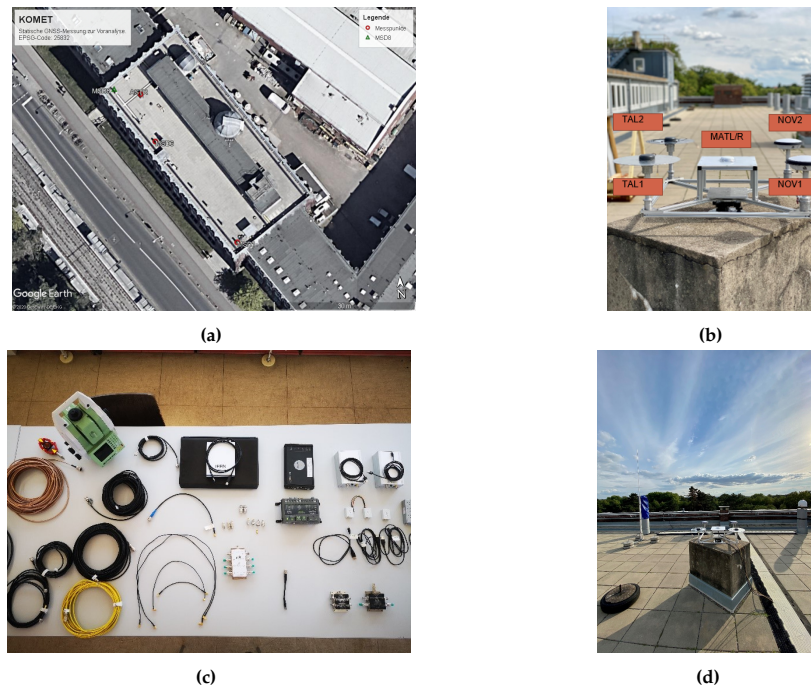 KOMET
Statische GNSS-Messung zur Voranalyse.
EPSG-Code: 25832
Legende
Messpunkte
MSD8
N
Google Earth
(a)
TAL2
MATL/R
NOV2
TAL1
NOV1
(b)
(c)
(d)